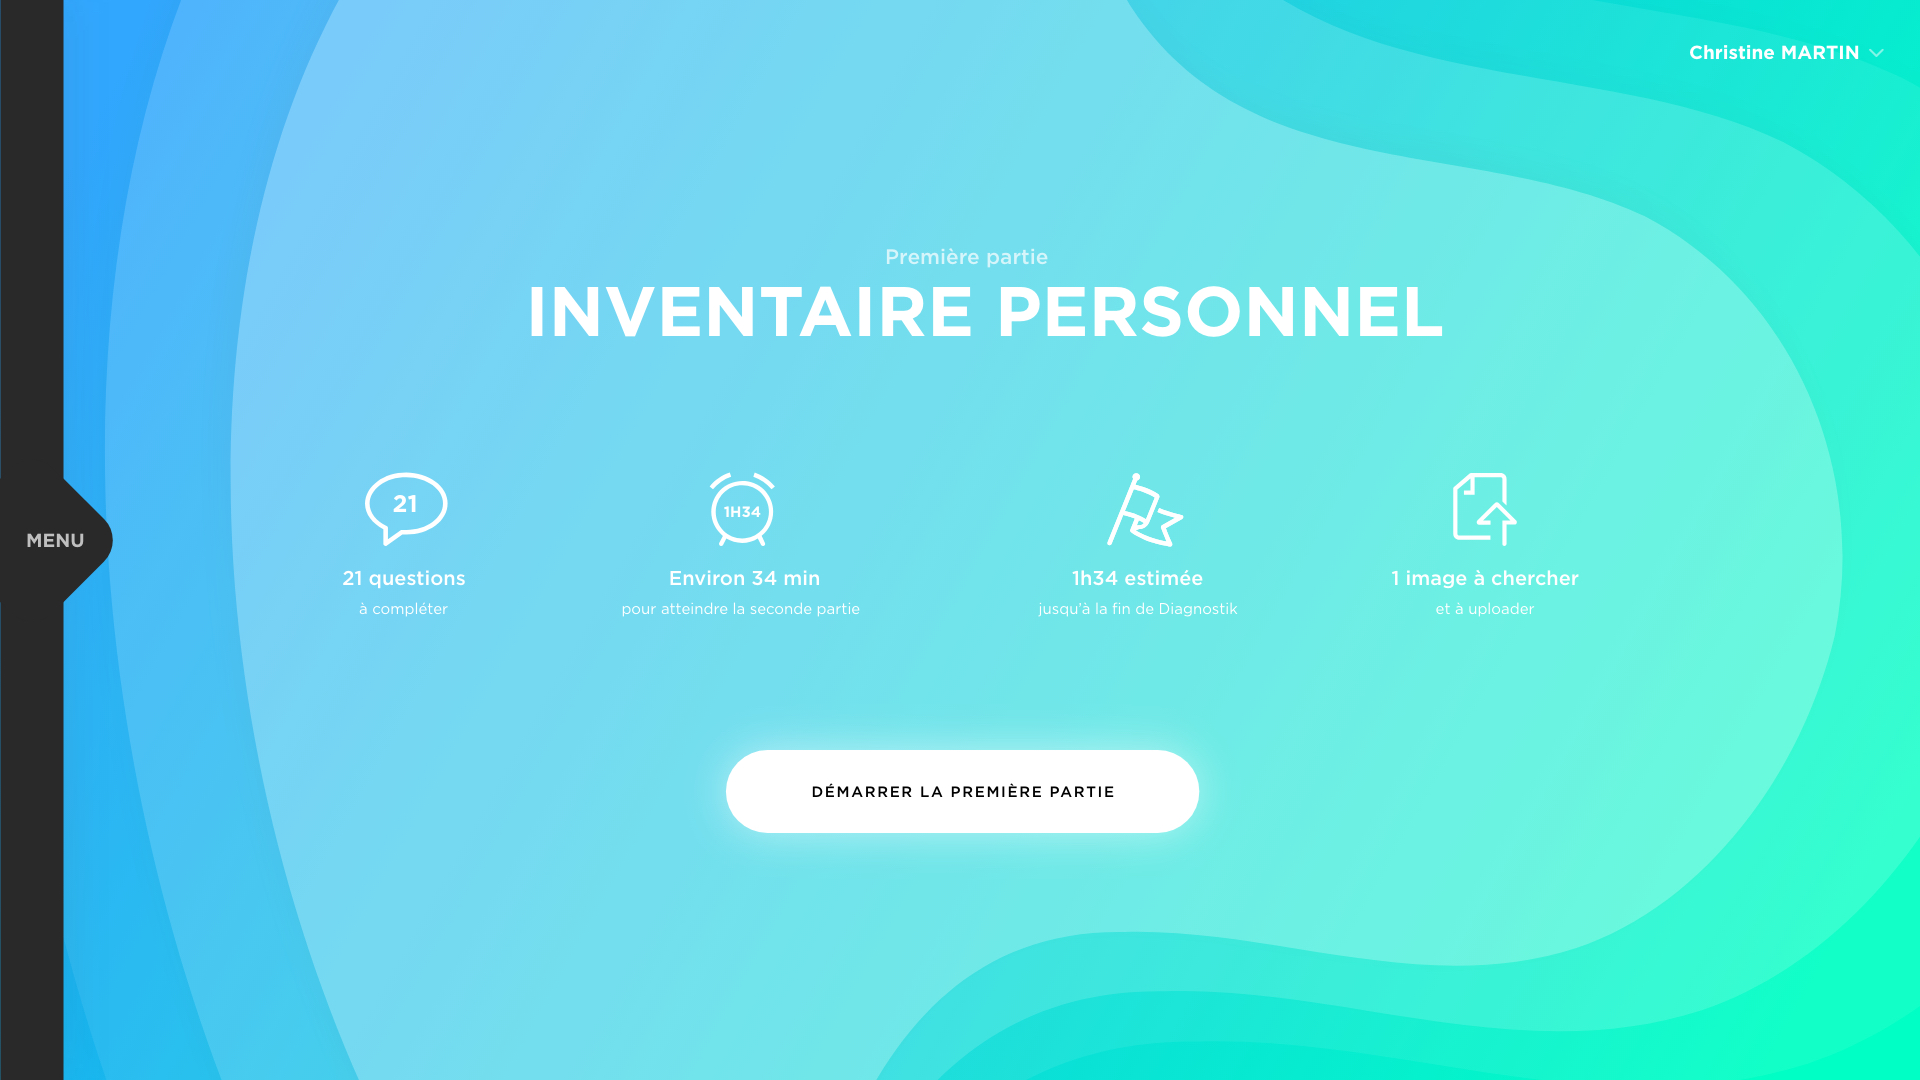 Christine MARTIN
Première partie
INVENTAIRE PERSONNEL
MENU
21
21 questions
à compléter
1H34
Environ 34 min
pour atteindre la seconde partie
1h34 estimée
jusqu'à la fin de Diagnostik
1 image à chercher
et à uploader
DÉMARRER LA PREMIÈRE PARTIE